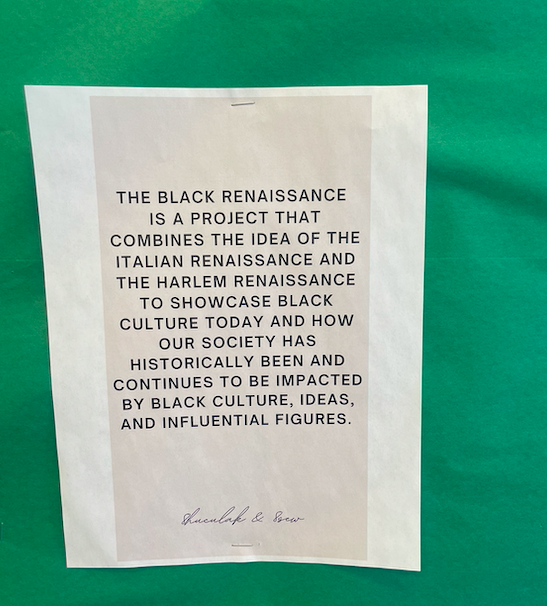 THE BLACK RENAISSANCE
IS A PROJECT THAT
COMBINES THE IDEA OF THE
ITALIAN RENAISSANCE AND
THE HARLEM RENAISSANCE
TO SHOWCASE BLACK
CULTURE TODAY AND HOW
OUR SOCIETY HAS
HISTORICALLY BEEN AND
CONTINUES TO BE IMPACTED
BY BLACK CULTURE, IDEAS,
AND INFLUENTIAL FIGURES.
&